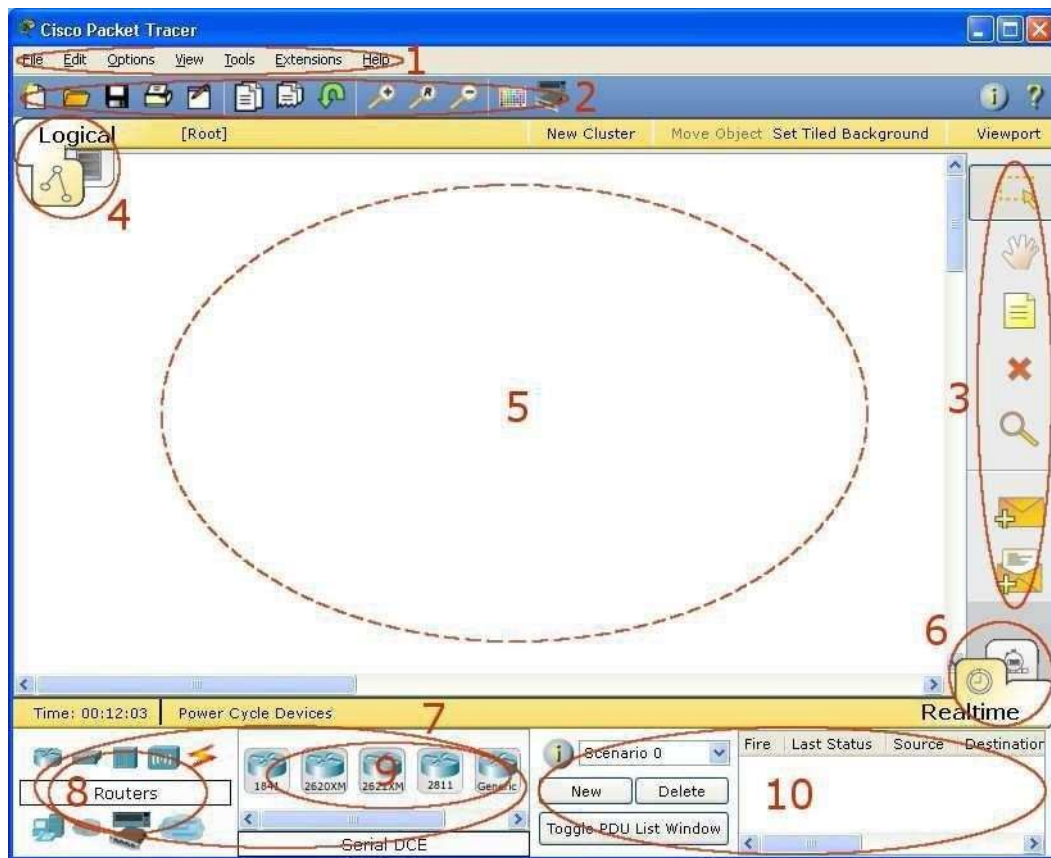 Cisco Packet Tracer
File Edit Options View Tools Extensions Help 1
2 i ?
Logical [Root] New Cluster Move Object Set Tiled Background Viewport
R
4
5
3
6
7
Time: 00:12:03 Power Cycle Devices Realtime
8 Routers
1841 2620XM 2621XM 2811 Generic
9
Serial DCE
i Scenario 0
New Delete
Toggle PDU List Window
Fire Last Status Source Destination
10